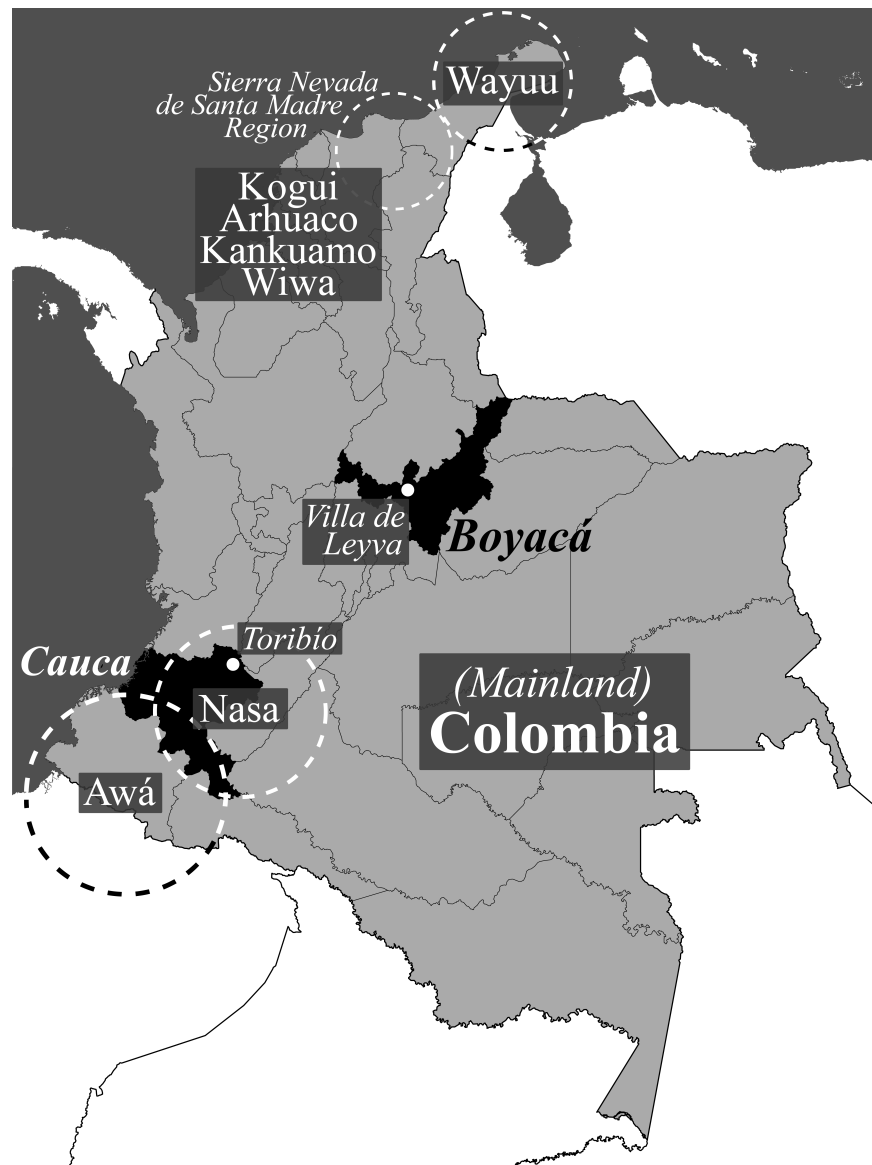 Wayuu
Sierra Nevada
de Santa Madre
Region
Kogui
Arhuaco
Kankuamo
Wiwa
Villa de
Leyva
Boyacá
Toribío
Cauca
Nasa
(Mainland)
Colombia
Awá